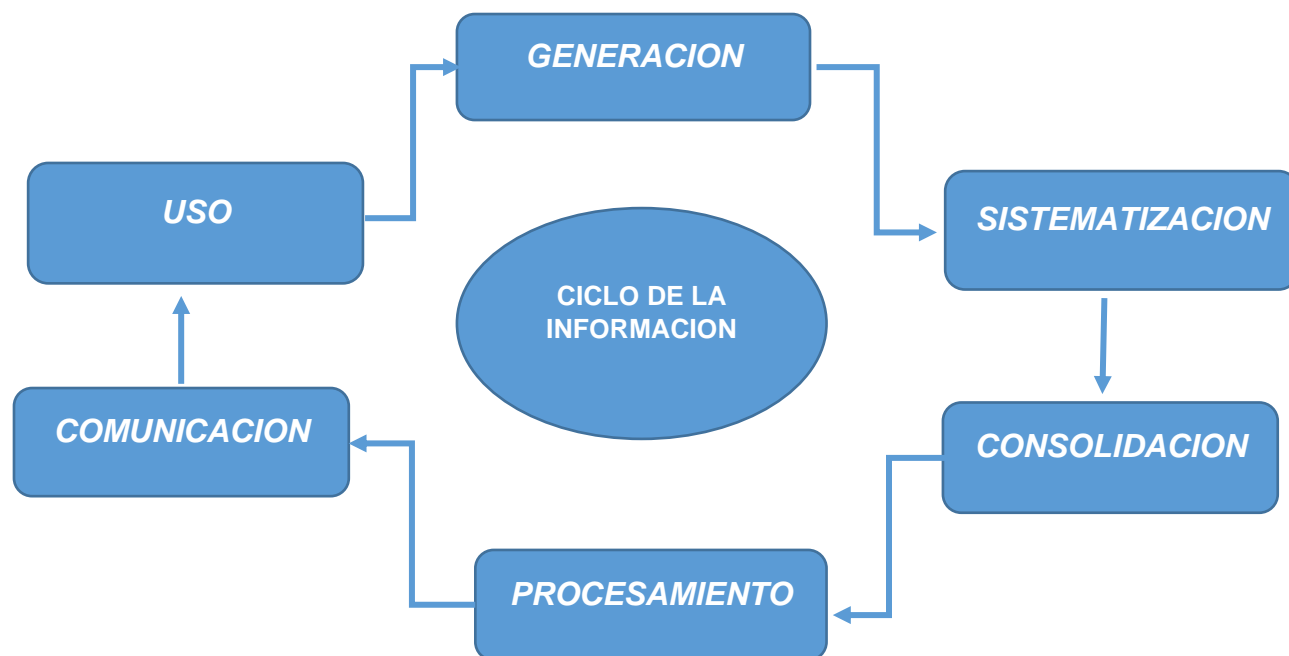 GENERACION
USO
SISTEMATIZACION
CICLO DE LA
INFORMACION
COMUNICACION
CONSOLIDACION
PROCESAMIENTO